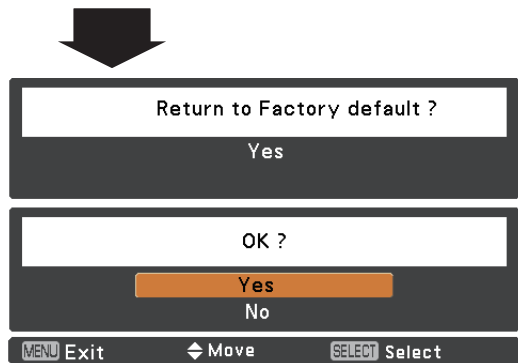 Return to Factory default ?
Yes
OK ?
Yes
No
MENU Exit Move SELECT Select